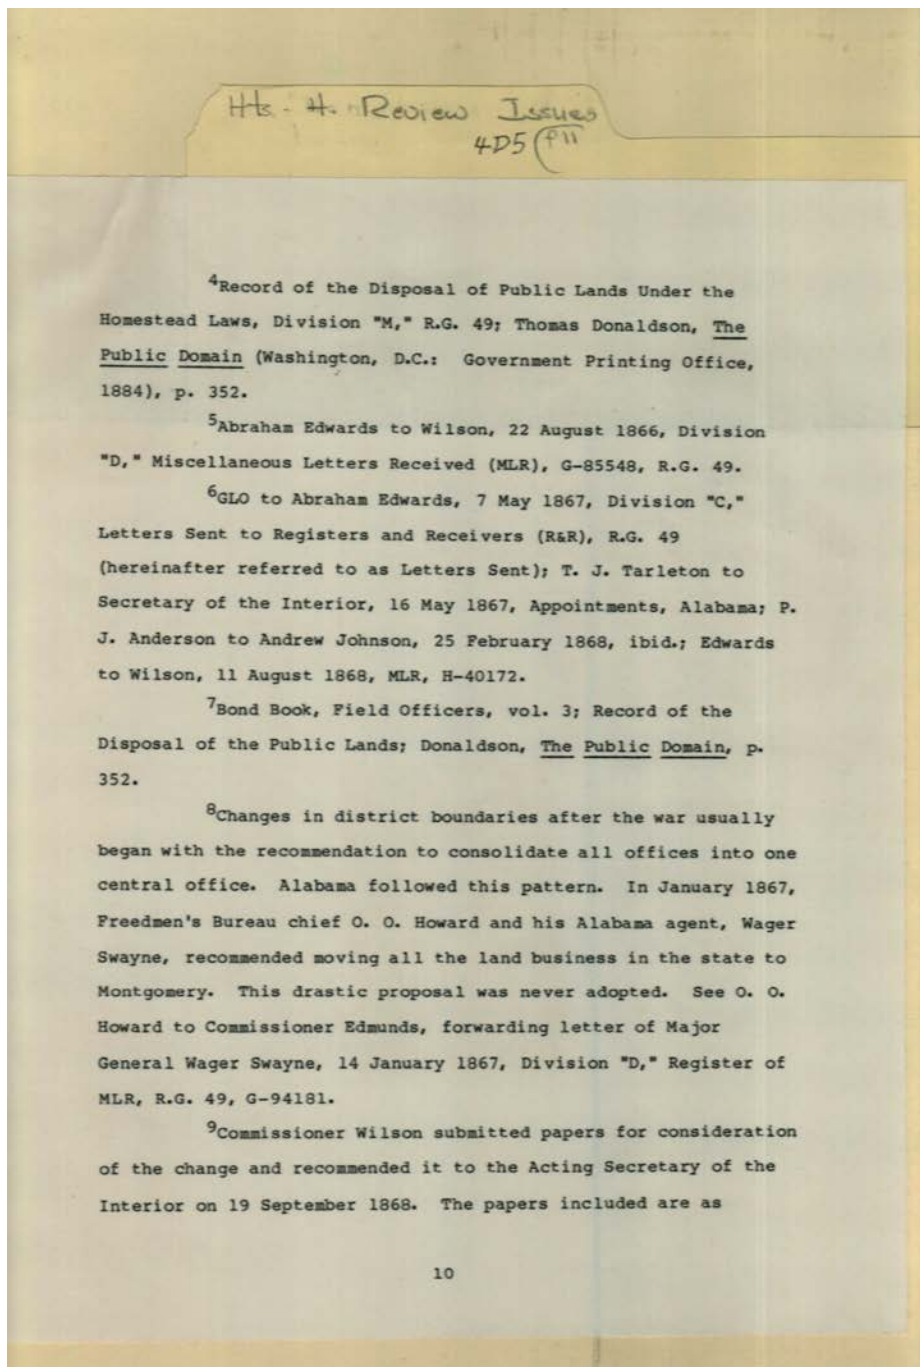 Hts. H. Review Issues
4D5 (P11
4Record of the Disposal of Public Lands Under the
Homestead Laws, Division "M," R.G. 49; Thomas Donaldson, The
Public Domain (Washington, D.C.: Government Printing Office,
1884), p. 352.
5Abraham Edwards to Wilson, 22 August 1866, Division
"D," Miscellaneous Letters Received (MLR), G-85548, R.G. 49.
6GLO to Abraham Edwards, 7 May 1867, Division "C,"
Letters Sent to Registers and Receivers (R&R), R.G. 49
(hereinafter referred to as Letters Sent); T. J. Tarleton to
Secretary of the Interior, 16 May 1867, Appointments, Alabama; P.
J. Anderson to Andrew Johnson, 25 February 1868, ibid.; Edwards
to Wilson, 11 August 1868, MLR, H-40172.
7Bond Book, Field Officers, vol. 3; Record of the
Disposal of the Public Lands; Donaldson, The Public Domain, p.
352.
8Changes in district boundaries after the war usually
began with the recommendation to consolidate all offices into one
central office. Alabama followed this pattern. In January 1867,
Freedmen's Bureau chief O. O. Howard and his Alabama agent, Wager
Swayne, recommended moving all the land business in the state to
Montgomery. This drastic proposal was never adopted. See O. O.
Howard to Commissioner Edmunds, forwarding letter of Major
General Wager Swayne, 14 January 1867, Division "D," Register of
MLR, R.G. 49, G-94181.
9Commissioner Wilson submitted papers for consideration
of the change and recommended it to the Acting Secretary of the
Interior on 19 September 1868. The papers included are as
10